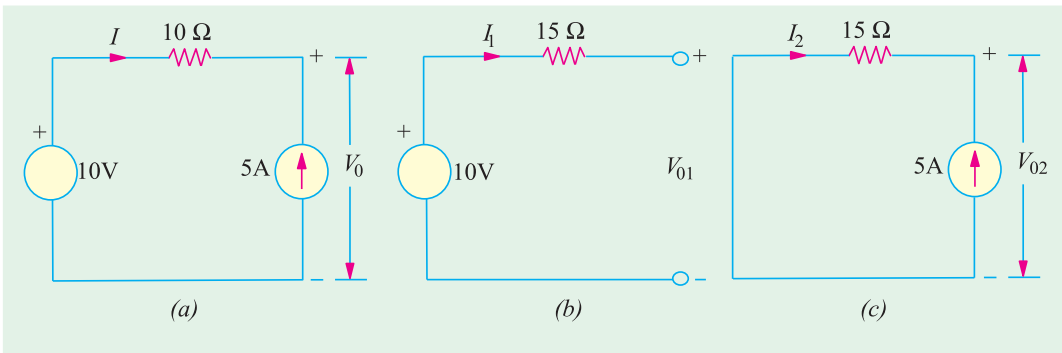 I 10 Ω
+
+
10V
5A
V0
−
(a)
I1 15 Ω
+
+
10V
V01
−
(b)
I2 15 Ω
+
5A
V02
−
(c)